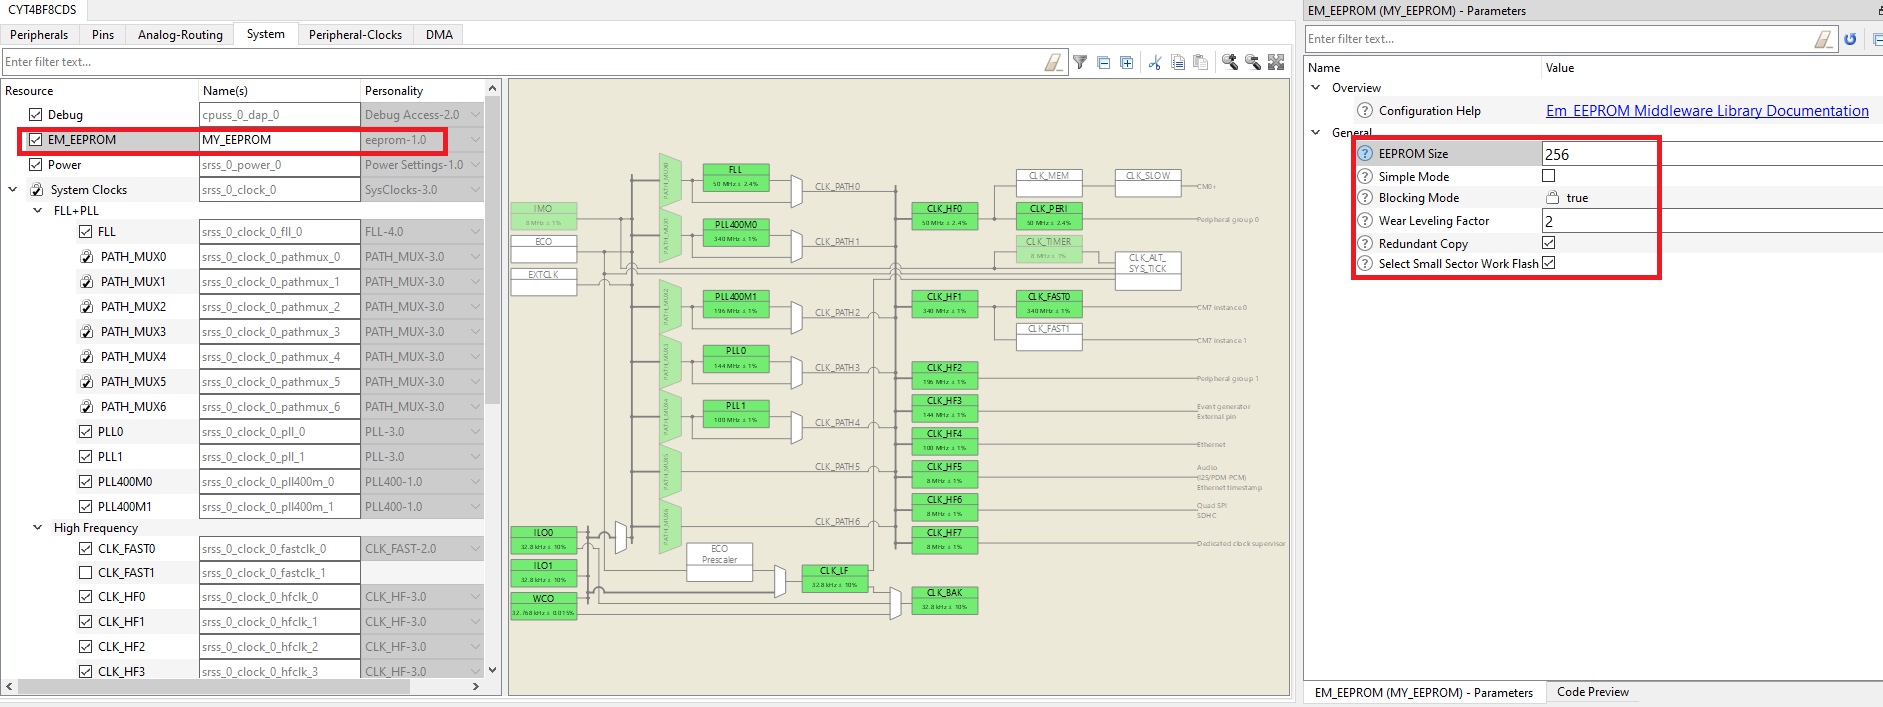 CYT4BF8CDS
Peripherals Pins Analog-Routing System Peripheral-Clocks DMA
Enter filter text...
Resource Name(s) Personality
Debug cpuss_0_dap_0 Debug Access-2.0
EM_EEPROM MY_EEPROM eeprom-1.0
Power srss_0_power_0 Power Settings-1.0
System Clocks srss_0_clock_0 SysClocks-3.0
FLL+PLL
FLL srss_0_clock_0_fll_0 FLL-4.0
PATH_MUX0 srss_0_clock_0_pathmux_0 PATH_MUX-3.0
PATH_MUX1 srss_0_clock_0_pathmux_1 PATH_MUX-3.0
PATH_MUX2 srss_0_clock_0_pathmux_2 PATH_MUX-3.0
PATH_MUX3 srss_0_clock_0_pathmux_3 PATH_MUX-3.0
PATH_MUX4 srss_0_clock_0_pathmux_4 PATH_MUX-3.0
PATH_MUX5 srss_0_clock_0_pathmux_5 PATH_MUX-3.0
PATH_MUX6 srss_0_clock_0_pathmux_6 PATH_MUX-3.0
PLL0 srss_0_clock_0_pll_0 PLL-3.0
PLL1 srss_0_clock_0_pll_1 PLL-3.0
PLL400M0 srss_0_clock_0_pll400m_0 PLL400-1.0
PLL400M1 srss_0_clock_0_pll400m_1 PLL400-1.0
High Frequency
CLK_FAST0 srss_0_clock_0_fastclk_0 CLK_FAST-2.0
CLK_FAST1 srss_0_clock_0_fastclk_1
CLK_HF0 srss_0_clock_0_hfclk_0 CLK_HF-3.0
CLK_HF1 srss_0_clock_0_hfclk_1 CLK_HF-3.0
CLK_HF2 srss_0_clock_0_hfclk_2 CLK_HF-3.0
CLK_HF3 srss_0_clock_0_hfclk_3 CLK_HF-3.0
IMO
8 MHz ± 1%
ECO
EXTCLK
ILO0
32.8 kHz ± 10%
ILO1
32.8 kHz ± 10%
WCO
32.768 kHz ± 0.015%
PATH_MUX0
PATH_MUX2
PATH_MUX3
PATH_MUX4
PATH_MUX5
PATH_MUX6
FLL
50 MHz ± 2.4%
PLL400M0
340 MHz ± 1%
PLL400M1
196 MHz ± 1%
PLL0
144 MHz ± 1%
PLL1
100 MHz ± 1%
ECO
Prescaler
CLK_LF
32.8 kHz ± 10%
CLK_PATH0
CLK_PATH1
CLK_PATH2
CLK_PATH3
CLK_PATH4
CLK_PATH5
CLK_PATH6
CLK_HF0
50 MHz ± 2.4%
CLK_HF1
340 MHz ± 1%
CLK_HF2
196 MHz ± 1%
CLK_HF3
144 MHz ± 1%
CLK_HF4
100 MHz ± 1%
CLK_HF5
8 MHz ± 1%
CLK_HF6
8 MHz ± 1%
CLK_HF7
8 MHz ± 1%
CLK_BAK
32.8 kHz ± 10%
CLK_MEM
CLK_SLOW
CLK_PERI
50 MHz ± 2.4%
CLK_TIMER
8 MHz ± 1%
CLK_ALT_
SYS_TICK
CLK_FAST0
340 MHz ± 1%
CLK_FAST1
CM0+
Peripheral group 0
CM7 instance 0
CM7 instance 1
Peripheral group 1
Event generator
External pin
Ethernet
Audio
(I2S/PDM PCM)
Ethernet timestamp
Quad SPI
SDHC
Dedicated clock supervisor
EM_EEPROM (MY_EEPROM) - Parameters
Enter filter text...
Name Value
Overview
Configuration Help Em_EEPROM Middleware Library Documentation
General
EEPROM Size 256
Simple Mode
Blocking Mode true
Wear Leveling Factor 2
Redundant Copy
Select Small Sector Work Flash
EM_EEPROM (MY_EEPROM) - Parameters Code Preview